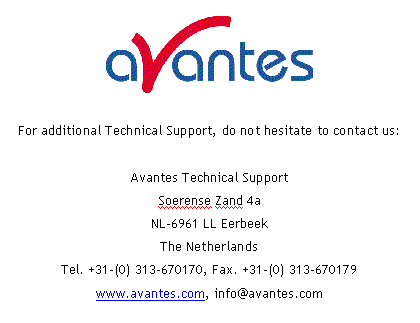 avantes
For additional Technical Support, do not hesitate to contact us:
Avantes Technical Support
Soerense Zand 4a
NL-6961 LL Eerbeek
The Netherlands
Tel. +31-(0) 313-670170, Fax. +31-(0) 313-670179
www.avantes.com, info@avantes.com